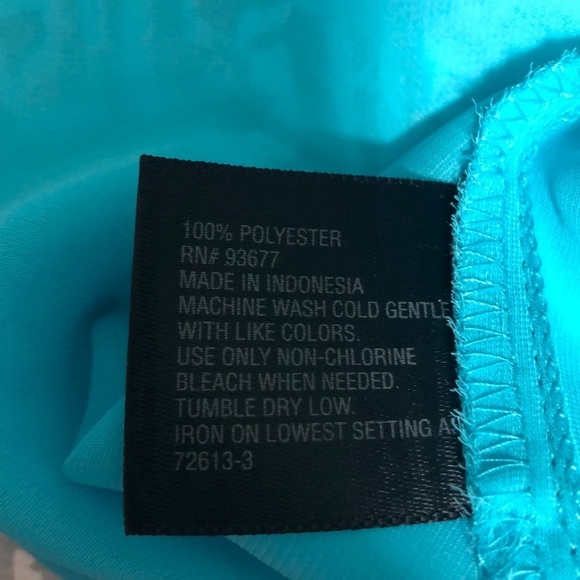 100% POLYESTER
RN# 93677
MADE IN INDONESIA
MACHINE WASH COLD GENTLE
WITH LIKE COLORS.
USE ONLY NON-CHLORINE
BLEACH WHEN NEEDED.
TUMBLE DRY LOW.
IRON ON LOWEST SETTING AS
72613-3